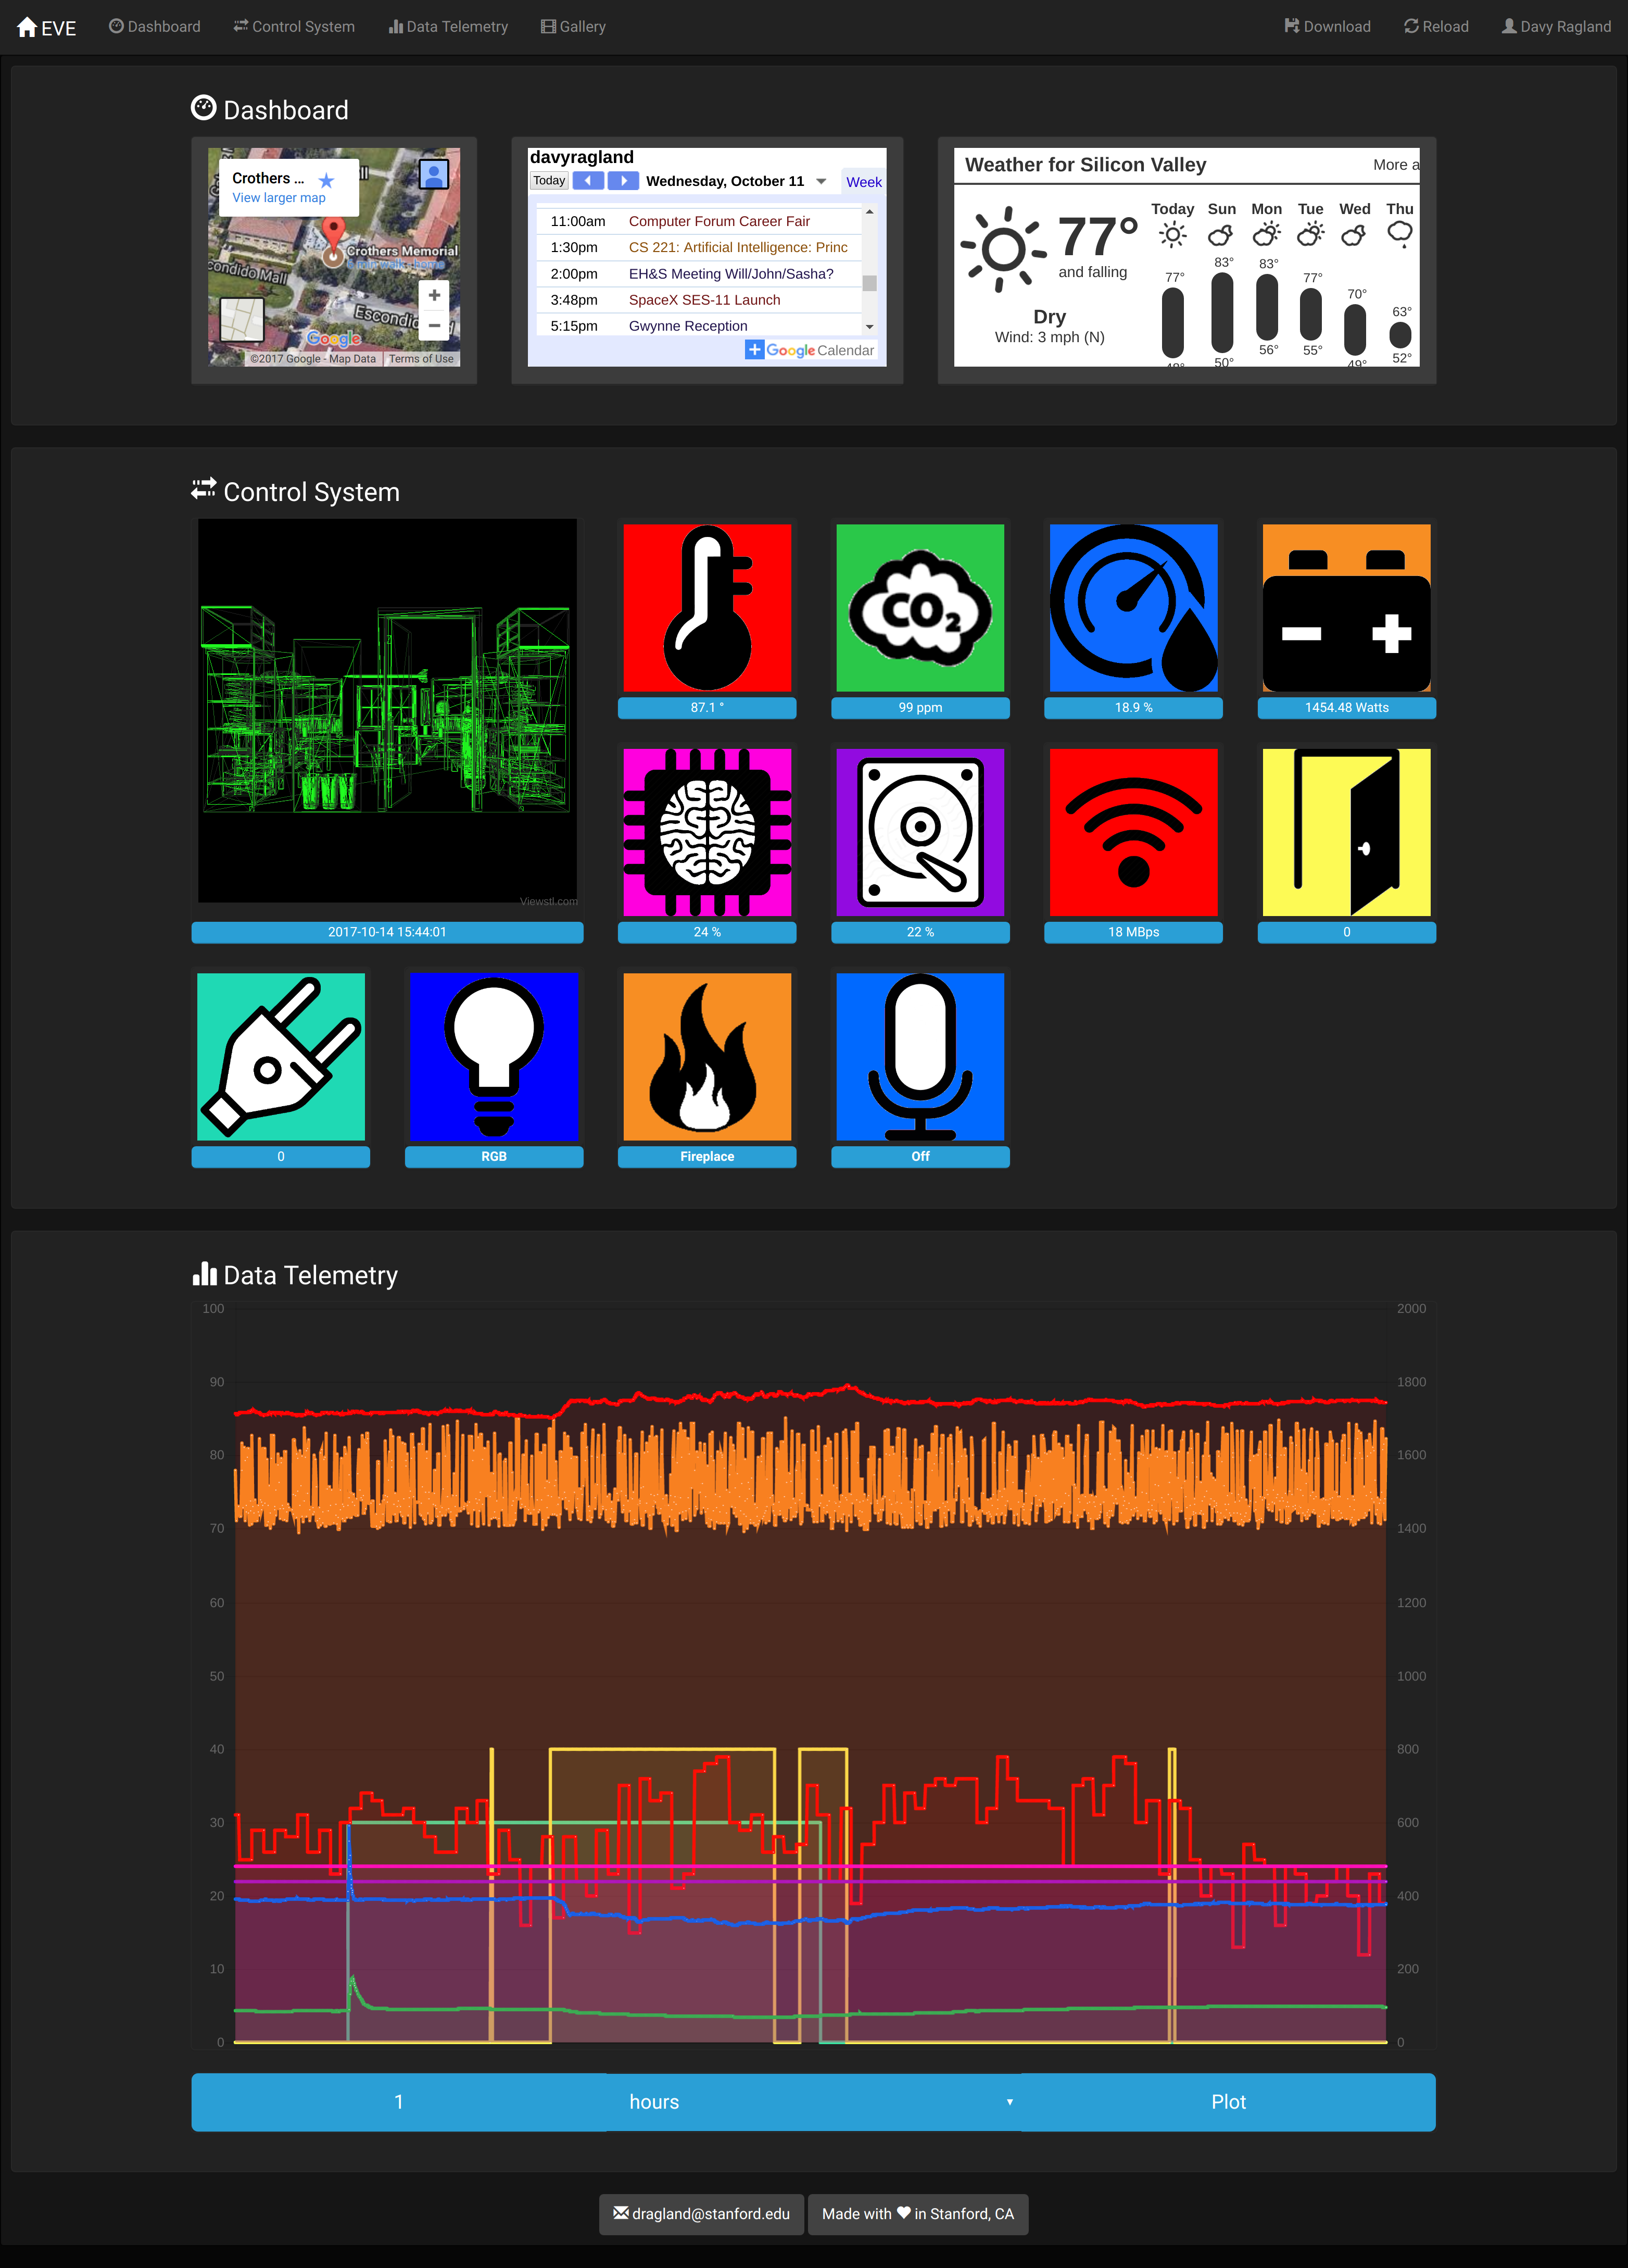 EVE Dashboard Control System Data Telemetry Gallery Download Reload Davy Ragland
Dashboard
Crothers ...
View larger map
Crothers Memorial
Escondido Mall
Google
©2017 Google - Map Data Terms of Use
davyragland
Today Wednesday, October 11 Week
11:00am Computer Forum Career Fair
1:30pm CS 221: Artificial Intelligence: Princ
2:00pm EH&S Meeting Will/John/Sasha?
3:48pm SpaceX SES-11 Launch
5:15pm Gwynne Reception
Google Calendar
Weather for Silicon Valley More a
Today Sun Mon Tue Wed Thu
77°
and falling
Dry
Wind: 3 mph (N)
77° 83° 83° 77° 70° 63°
50° 56° 55° 49° 52°
Control System
CO2
87.1 ° 99 ppm 18.9 % 1454.48 Watts
Viewstl.com
2017-10-14 15:44:01 24 % 22 % 18 MBps 0
0 RGB Fireplace Off
Data Telemetry
100 2000
90 1800
80 1600
70 1400
60 1200
50 1000
40 800
30 600
20 400
10 200
0 0
1 hours Plot
dragland@stanford.edu Made with in Stanford, CA